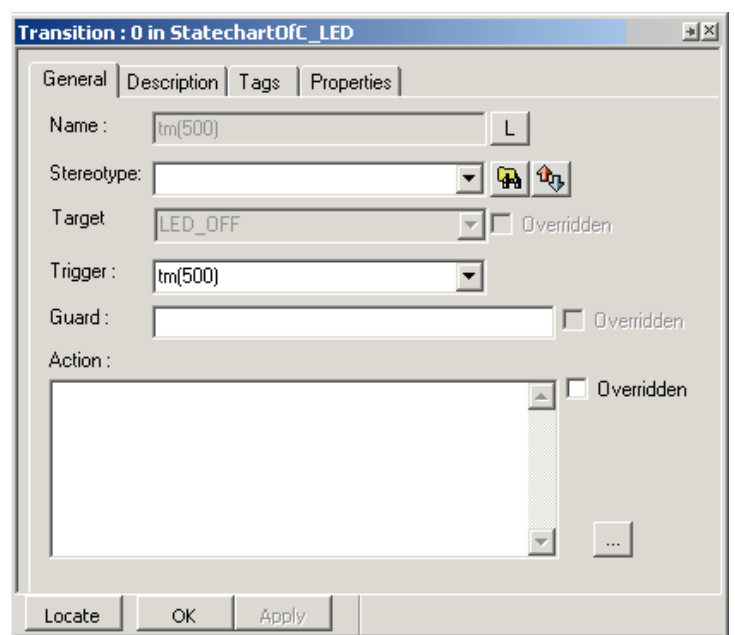 Transition : 0 in StatechartOfC_LED
General Description Tags Properties
Name : tm(500) L
Stereotype:
Target LED_OFF Overridden
Trigger : tm(500)
Guard : Overridden
Action :
Overridden
...
Locate OK Apply